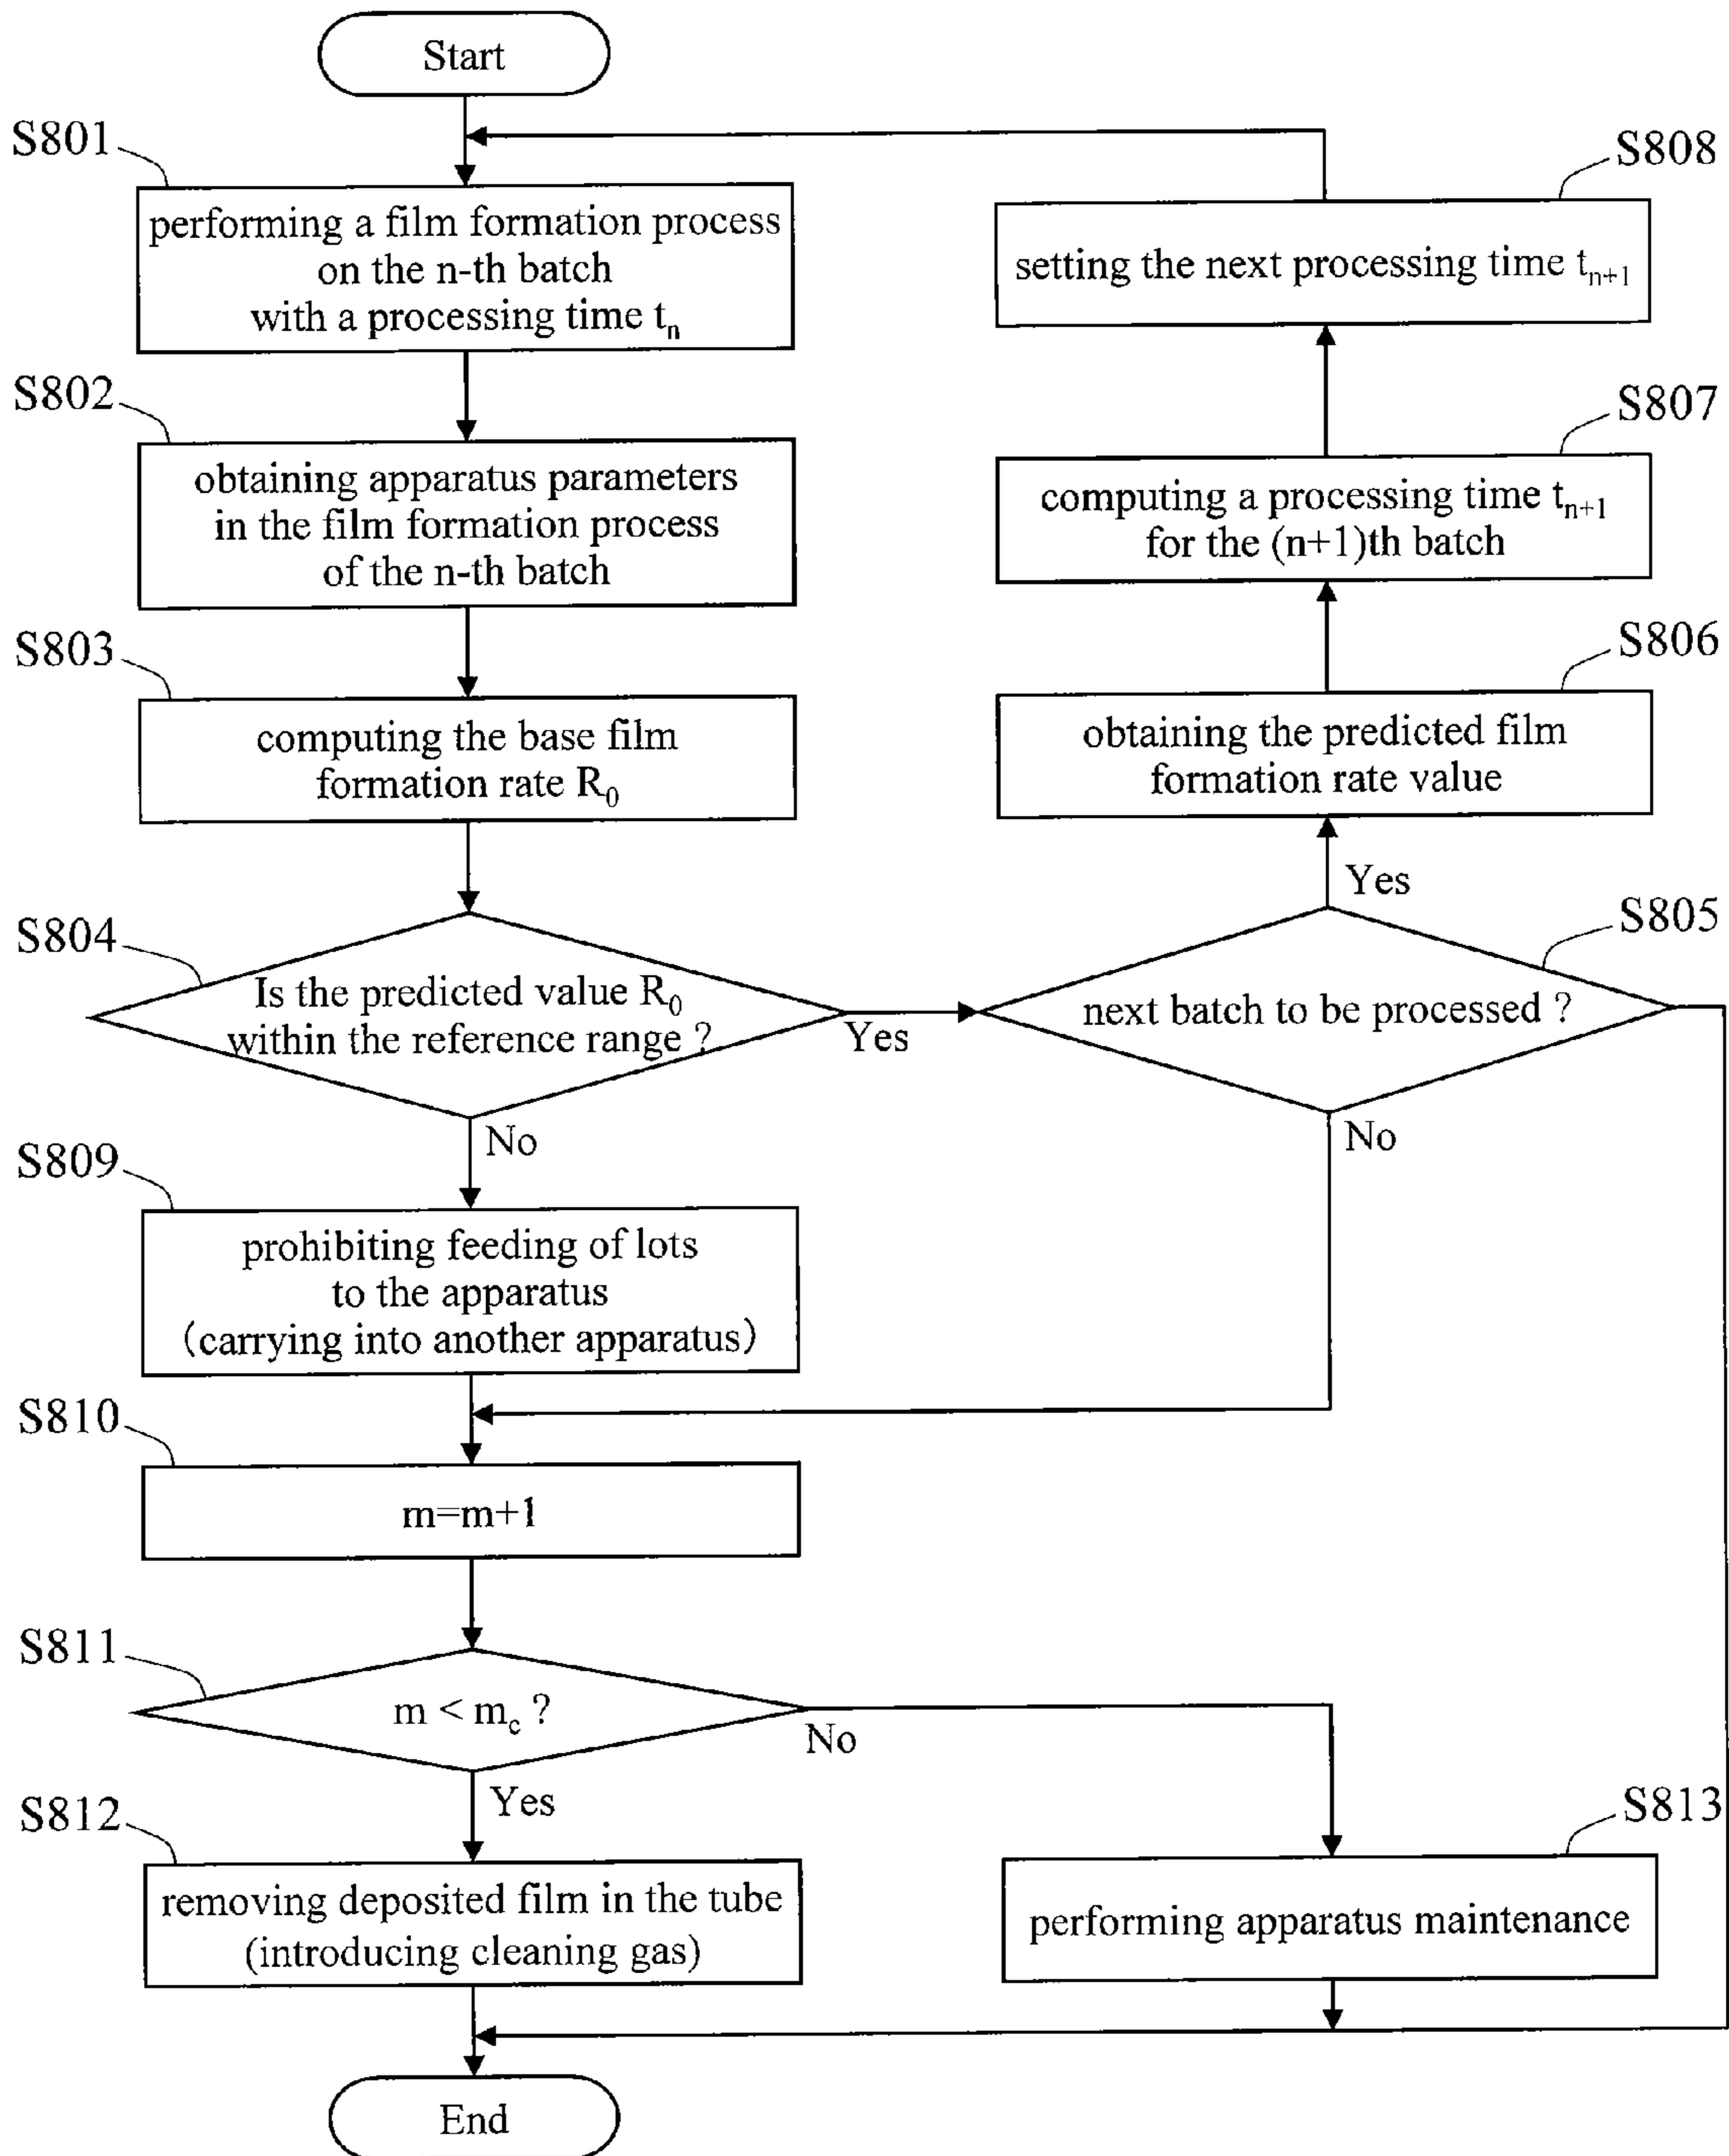 Start
S801
performing a film formation process
on the n-th batch
with a processing time tₙ
S802
obtaining apparatus parameters
in the film formation process
of the n-th batch
S803
computing the base film
formation rate R₀
S804
Is the predicted value R₀
within the reference range ?
Yes
No
S805
next batch to be processed ?
Yes
No
S806
obtaining the predicted film
formation rate value
S807
computing a processing time tₙ₊₁
for the (n+1)th batch
S808
setting the next processing time tₙ₊₁
S809
prohibiting feeding of lots
to the apparatus
(carrying into another apparatus)
S810
m=m+1
S811
m < m_c ?
No
Yes
S812
removing deposited film in the tube
(introducing cleaning gas)
S813
performing apparatus maintenance
End